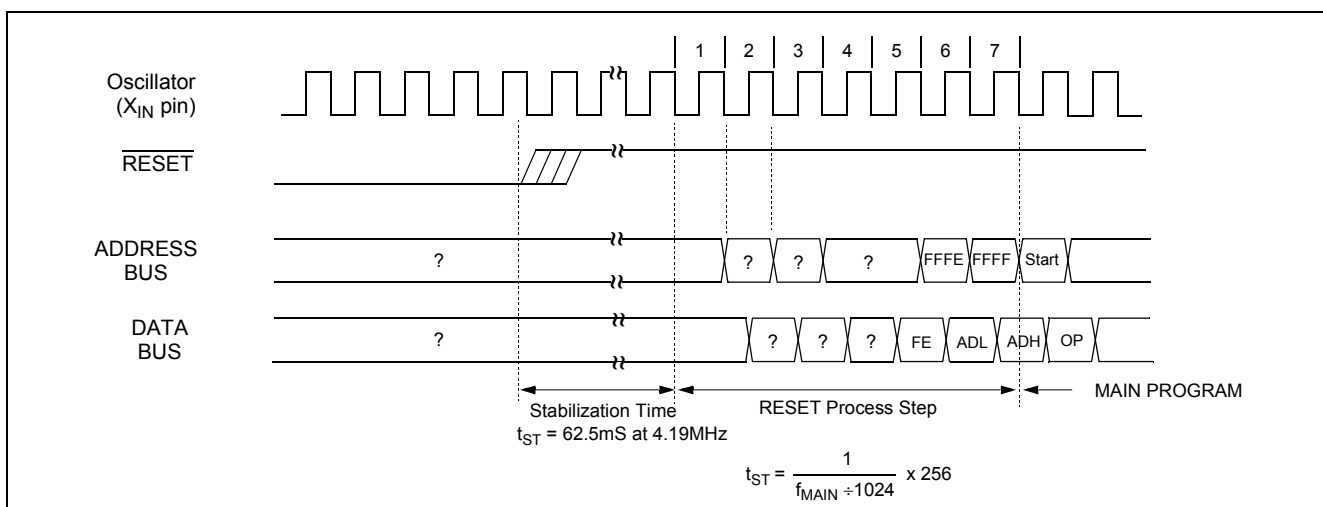 1 2 3 4 5 6 7
Oscillator
(XIN pin)
RESET
ADDRESS
BUS
? ? ? ? FFFE FFFF Start
DATA
BUS
? ? ? ? FE ADL ADH OP
Stabilization Time
tST = 62.5mS at 4.19MHz
RESET Process Step
MAIN PROGRAM
tST = 1 / fMAIN ÷1024 x 256